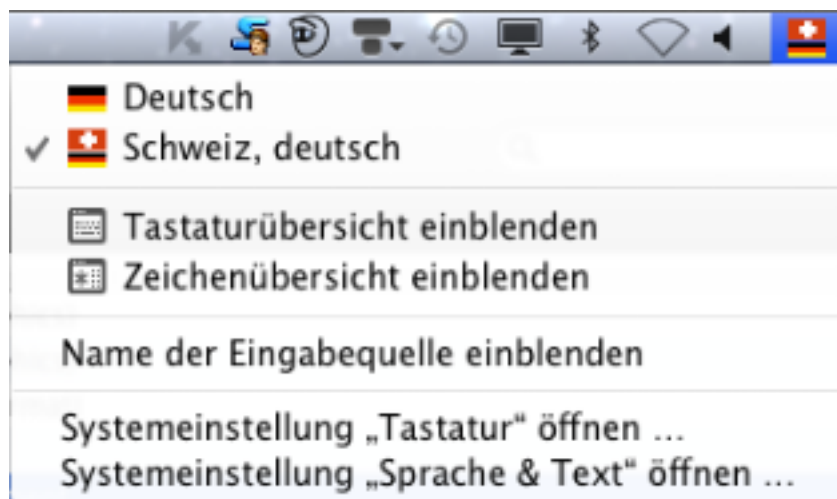 Deutsch
Schweiz, deutsch
Tastaturübersicht einblenden
Zeichenübersicht einblenden
Name der Eingabequelle einblenden
Systemeinstellung „Tastatur“ öffnen ...
Systemeinstellung „Sprache & Text“ öffnen ...